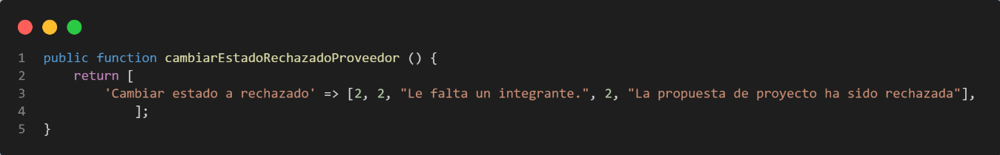 1 public function cambiarEstadoRechazadoProveedor () {
2     return [
3         'Cambiar estado a rechazado' => [2, 2, "Le falta un integrante.", 2, "La propuesta de proyecto ha sido rechazada"],
4             ];
5 }